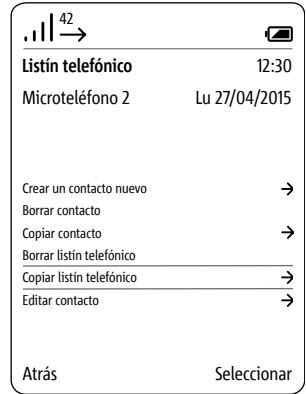 42
Listín telefónico 12:30
Microteléfono 2 Lu 27/04/2015
Crear un contacto nuevo
Borrar contacto
Copiar contacto
Borrar listín telefónico
Copiar listín telefónico
Editar contacto
Atrás Seleccionar